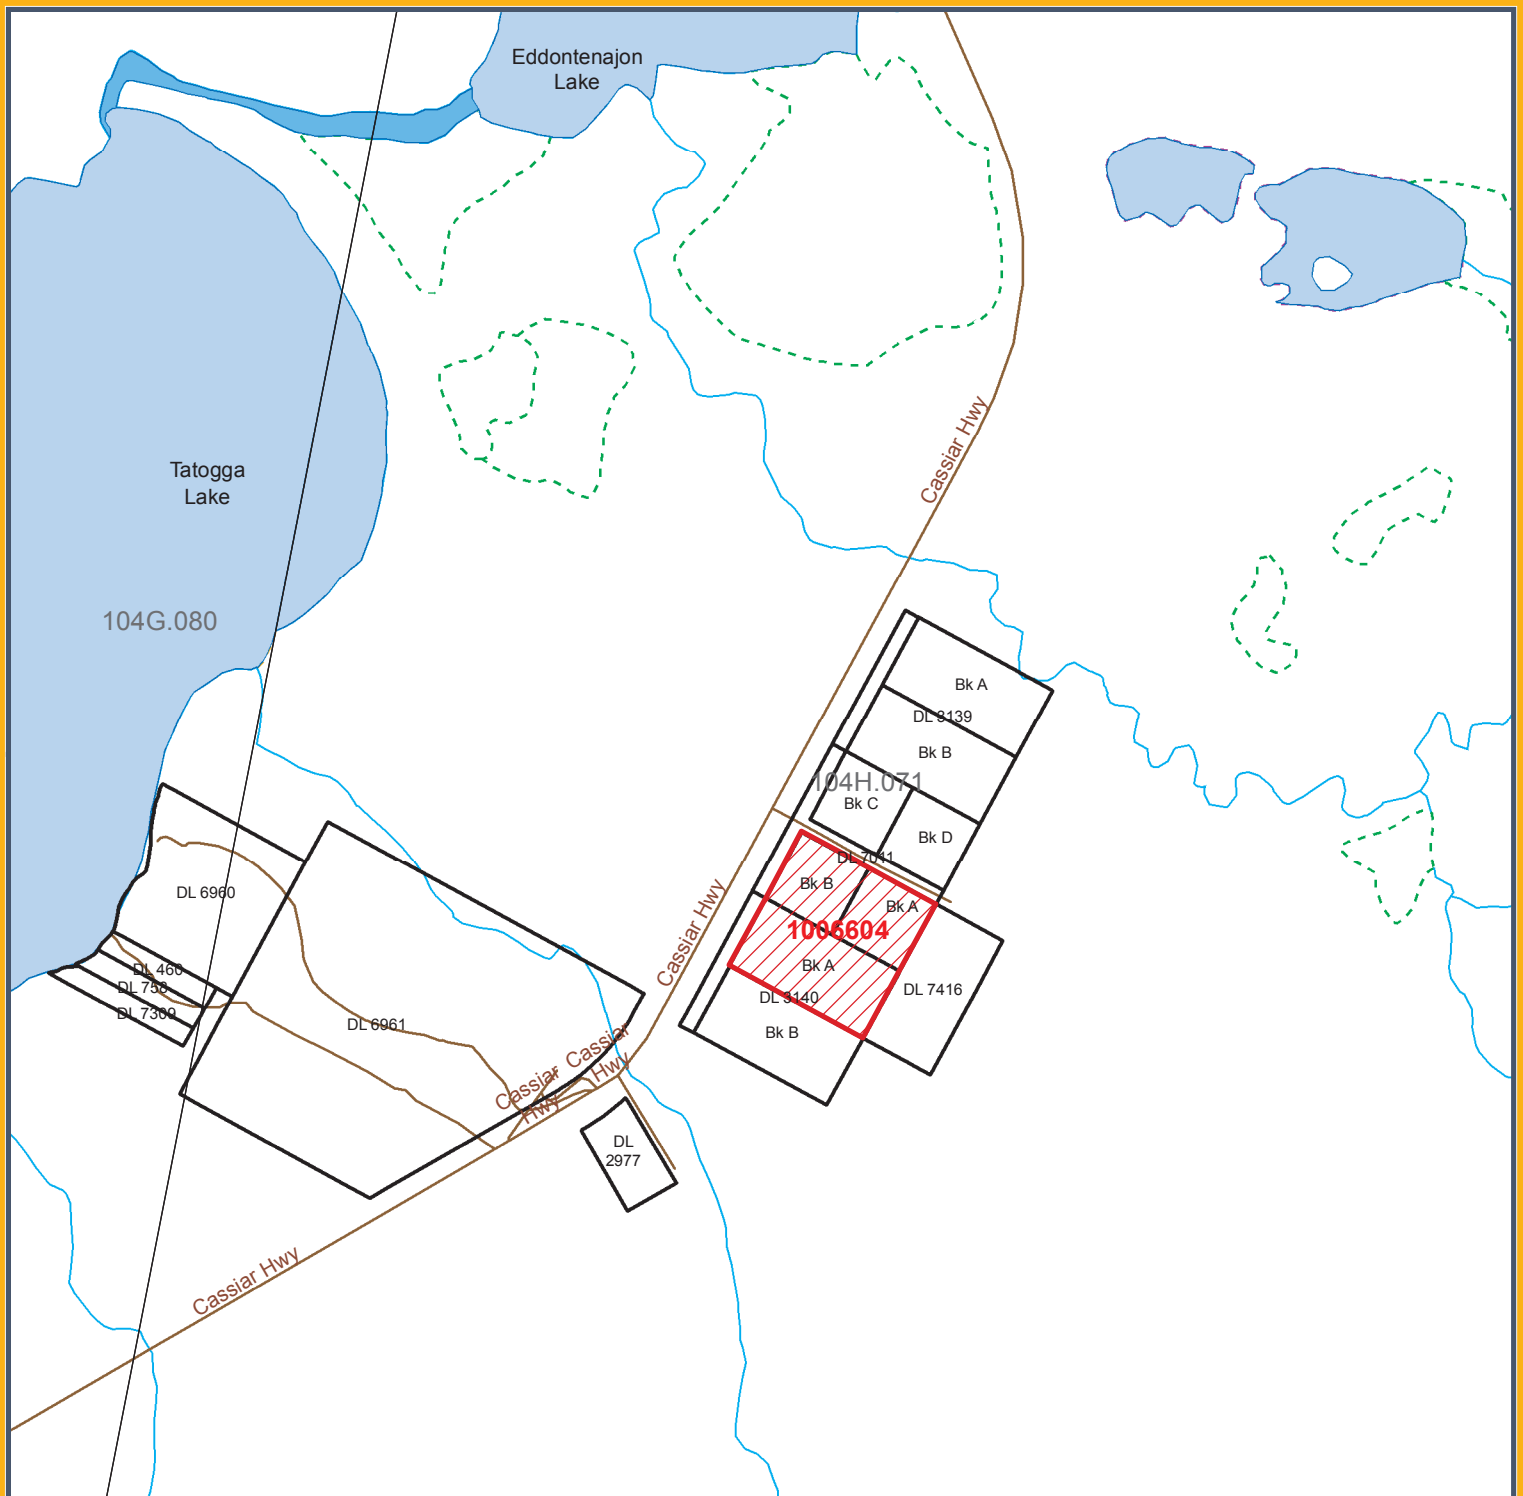 Eddontenajon
Lake
Cassiar Hwy
Tatogga
Lake
104G.080
Bk A
DL 3139
Bk B
104H.071
Bk C
Bk D
DL 7011
Bk B
DL 6960
Bk A
1006604
Cassiar Hwy
Bk A
DL 460
DL 758
DL 7309
DL 7416
DL 3140
DL 6961
Bk B
Cassiar
Hwy
Cassiar
Hwy
DL
2977
Cassiar Hwy